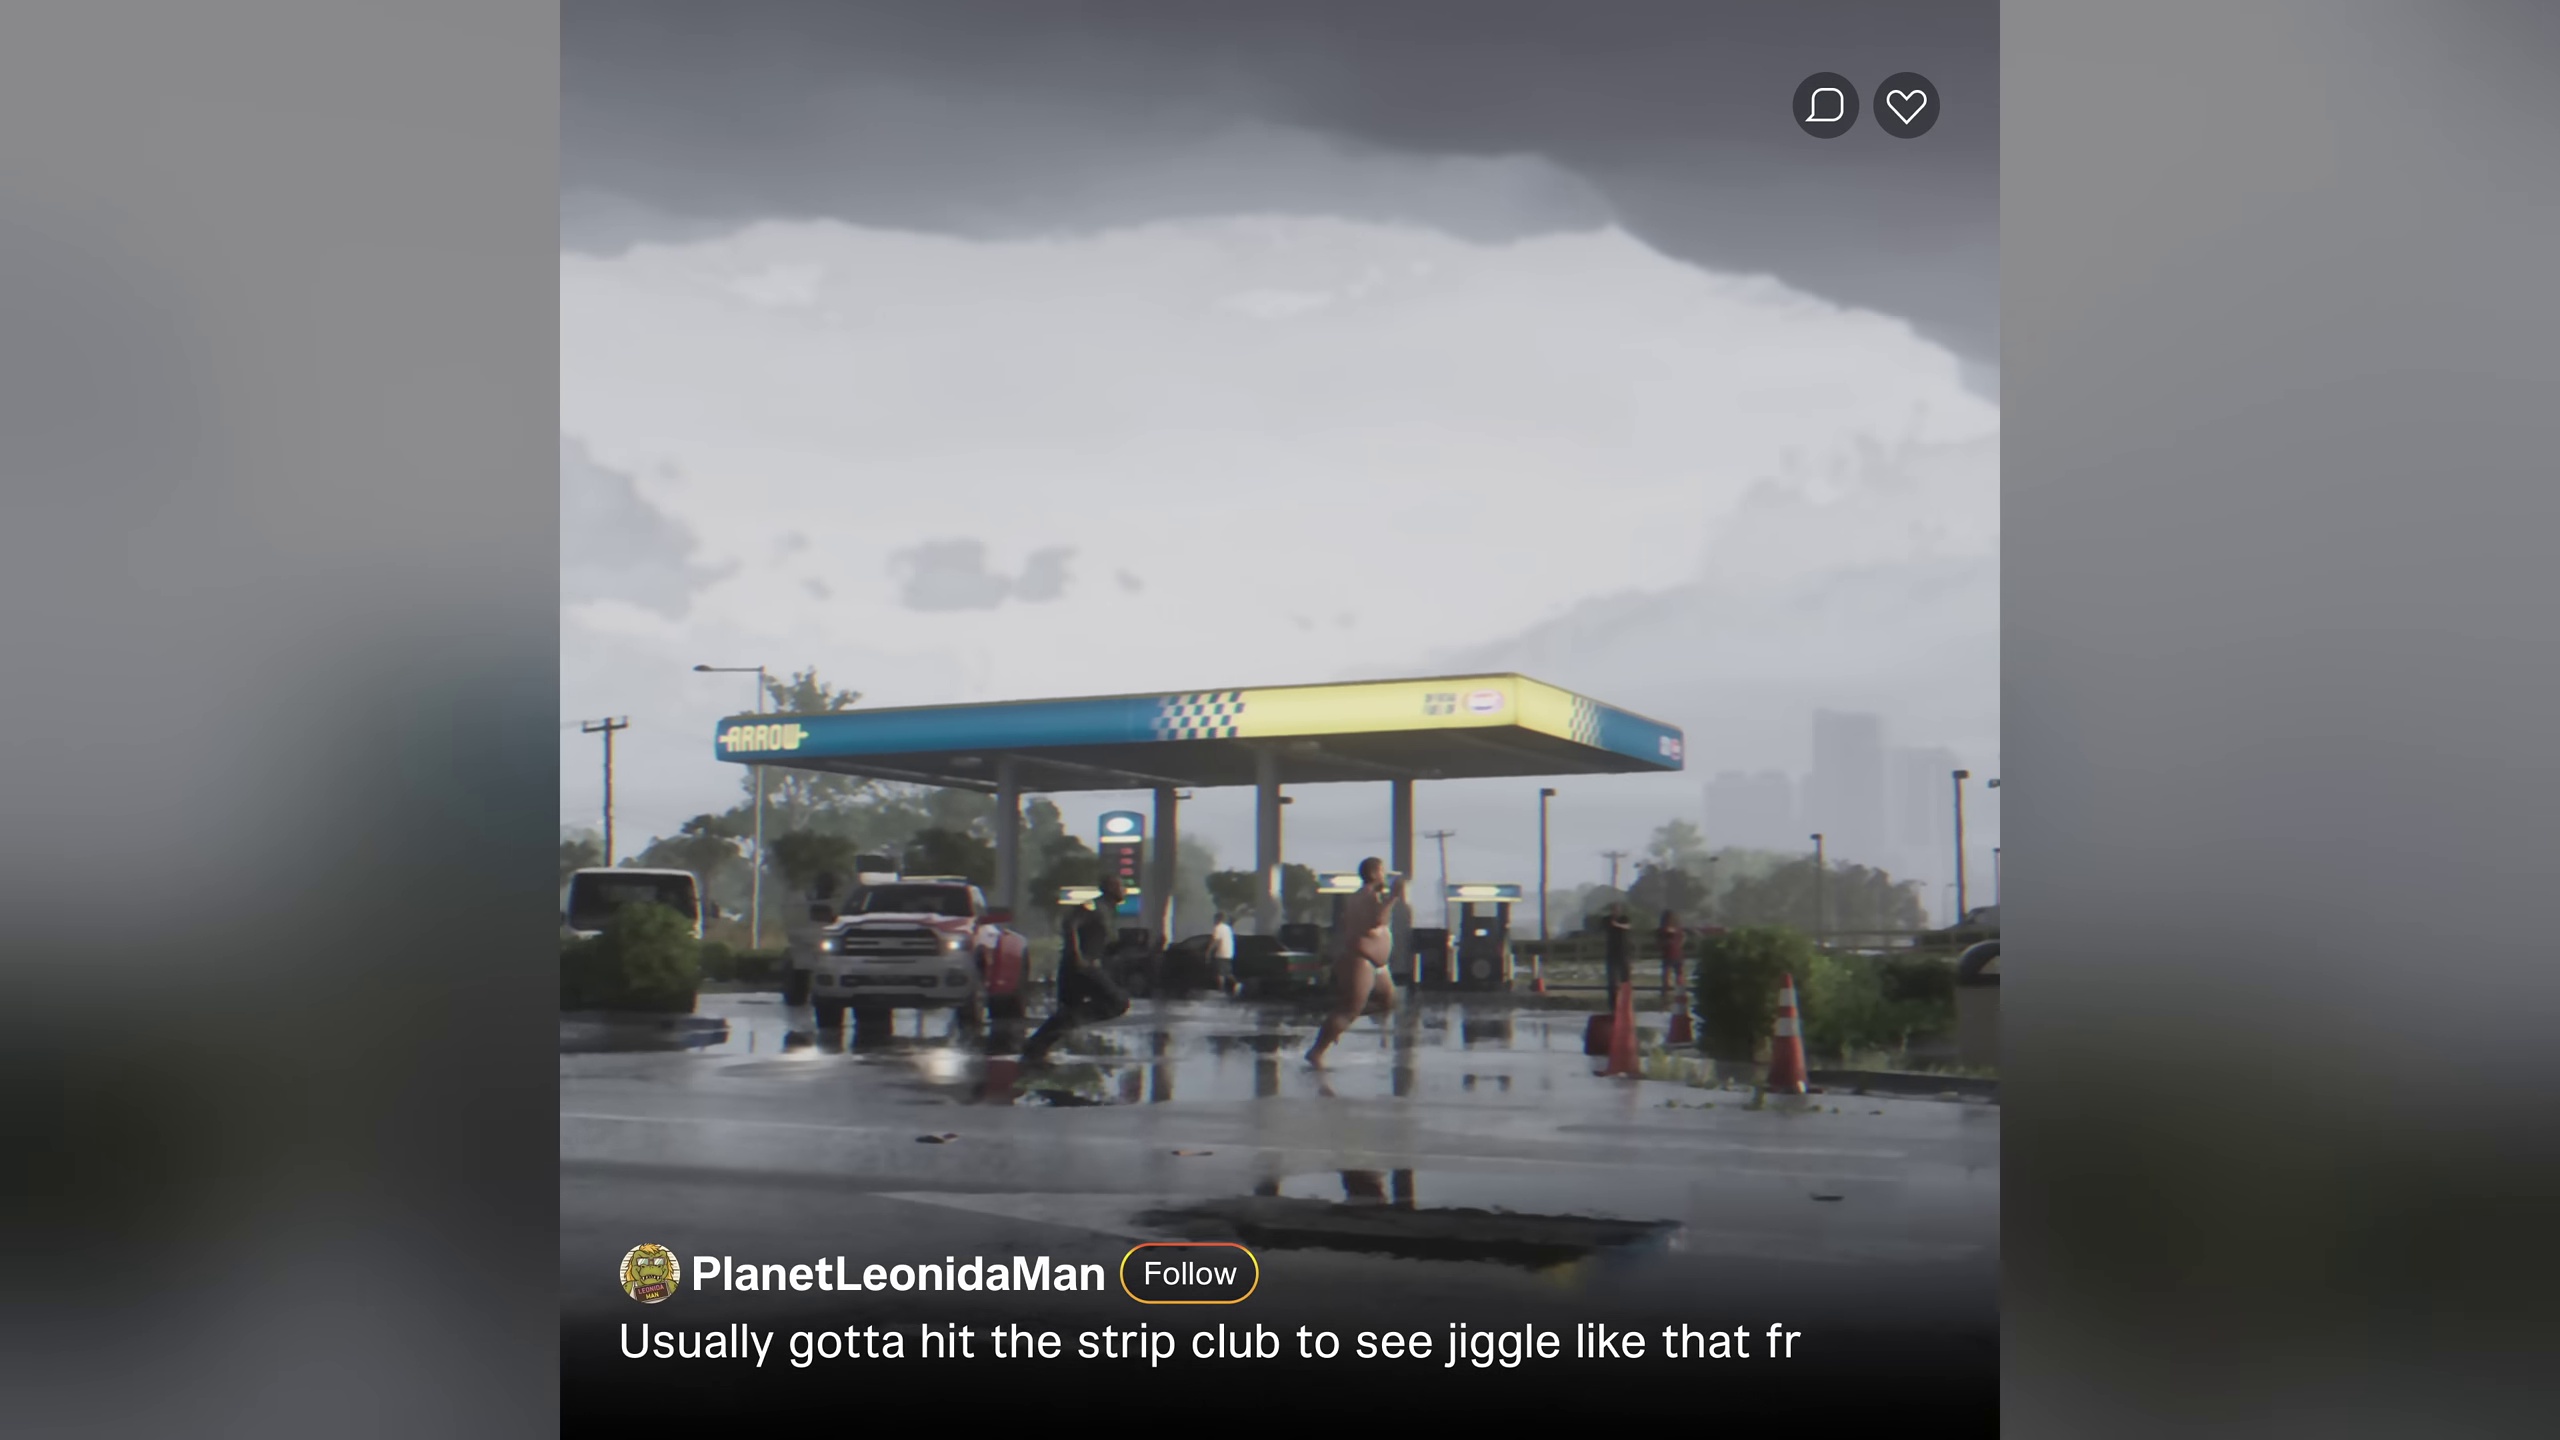 ARROW
PlanetLeonidaMan
Follow
Usually gotta hit the strip club to see jiggle like that fr